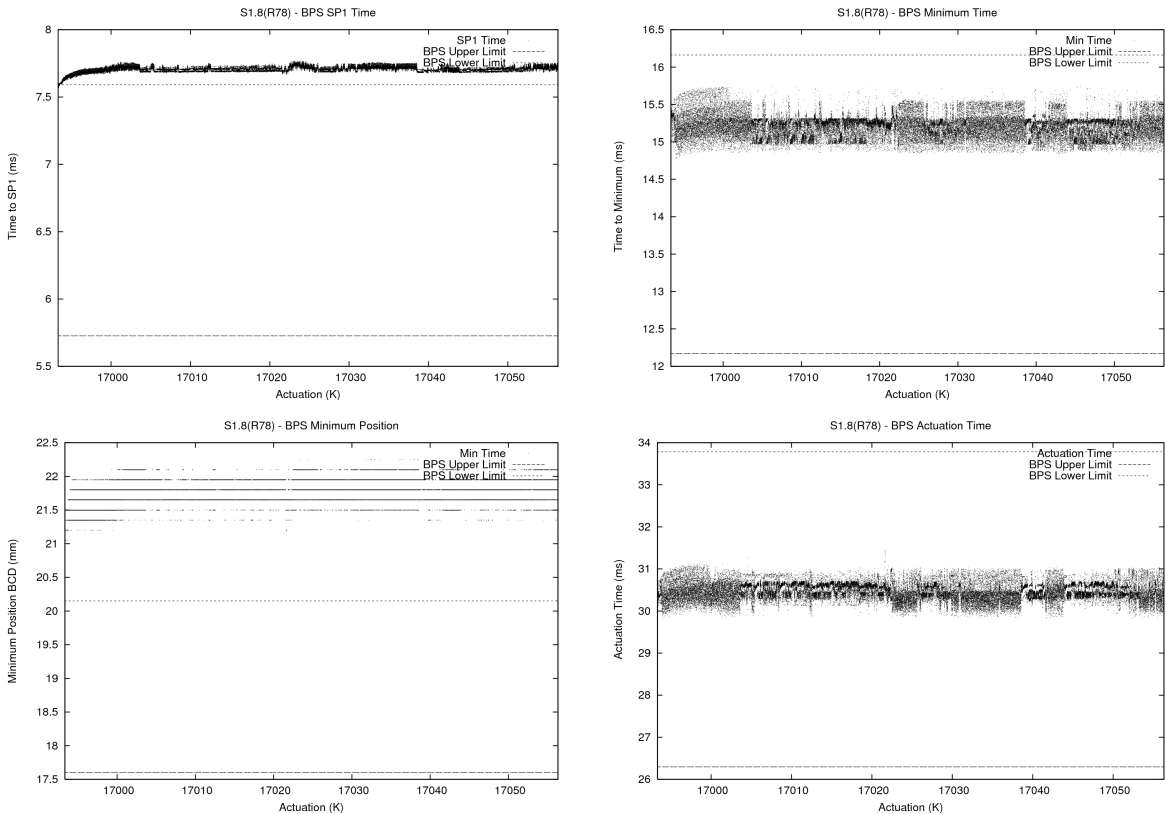 S1.8(R78) - BPS SP1 Time
8
7.5
7
6.5
6
5.5
Time to SP1 (ms)
SP1 Time
BPS Upper Limit
BPS Lower Limit
17000 17010 17020 17030 17040 17050
Actuation (K)
S1.8(R78) - BPS Minimum Time
16.5
16
15.5
15
14.5
14
13.5
13
12.5
12
Time to Minimum (ms)
Min Time
BPS Upper Limit
BPS Lower Limit
17000 17010 17020 17030 17040 17050
Actuation (K)
S1.8(R78) - BPS Minimum Position
22.5
22
21.5
21
20.5
20
19.5
19
18.5
18
17.5
Minimum Position BCD (mm)
Min Time
BPS Upper Limit
BPS Lower Limit
17000 17010 17020 17030 17040 17050
Actuation (K)
S1.8(R78) - BPS Actuation Time
34
33
32
31
30
29
28
27
26
Actuation Time (ms)
Actuation Time
BPS Upper Limit
BPS Lower Limit
17000 17010 17020 17030 17040 17050
Actuation (K)